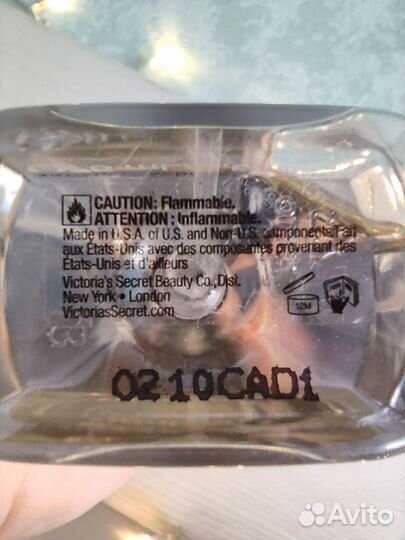 CAUTION: Flammable.
ATTENTION: Inflammable.
Made in U.S.A. of U.S. and Non-U.S. components/Fait
aux États-Unis avec des composantes provenant des
États-Unis et d'ailleurs
Victoria's Secret Beauty Co., Dist.
New York • London
VictoriasSecret.com
12M
0210CAD1
Avito